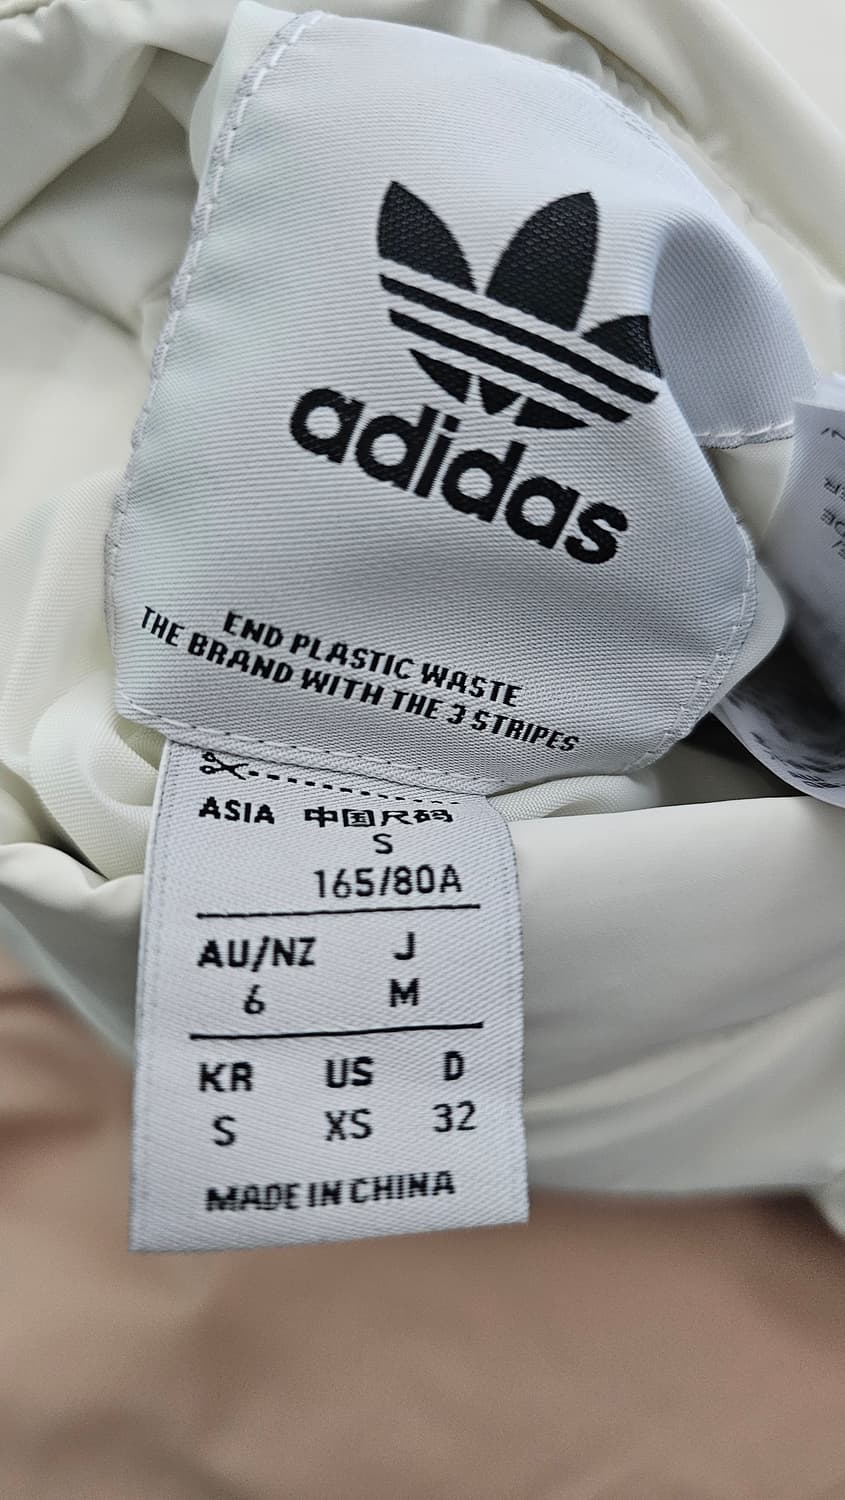 adidas
END PLASTIC WASTE
THE BRAND WITH THE 3 STRIPES
ASIA 中国尺码
S
165/80A
AU/NZ J
6 M
KR US D
S XS 32
MADE IN CHINA